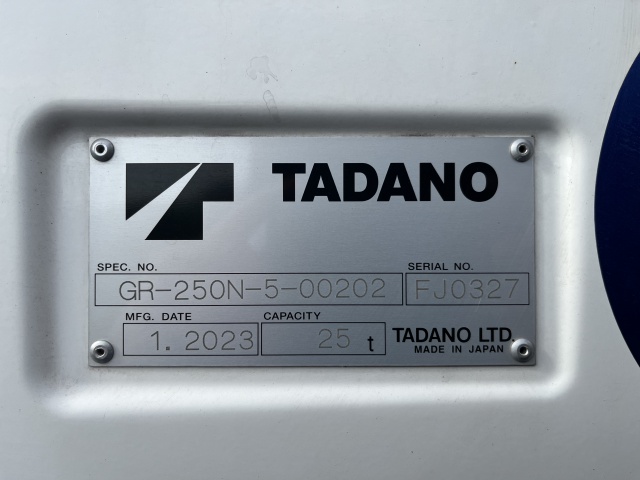 TADANO
SPEC. NO. SERIAL NO.
GR-250N-5-00202 FJ0327
MFG. DATE CAPACITY
1. 2023 25 t TADANO LTD.
MADE IN JAPAN